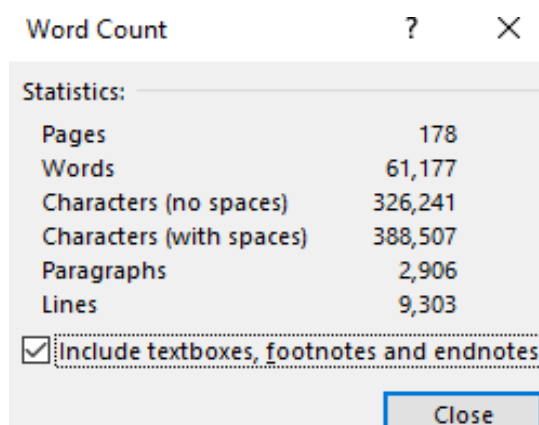 Word Count ? ×
Statistics:
Pages 178
Words 61,177
Characters (no spaces) 326,241
Characters (with spaces) 388,507
Paragraphs 2,906
Lines 9,303
Include textboxes, footnotes and endnotes
Close